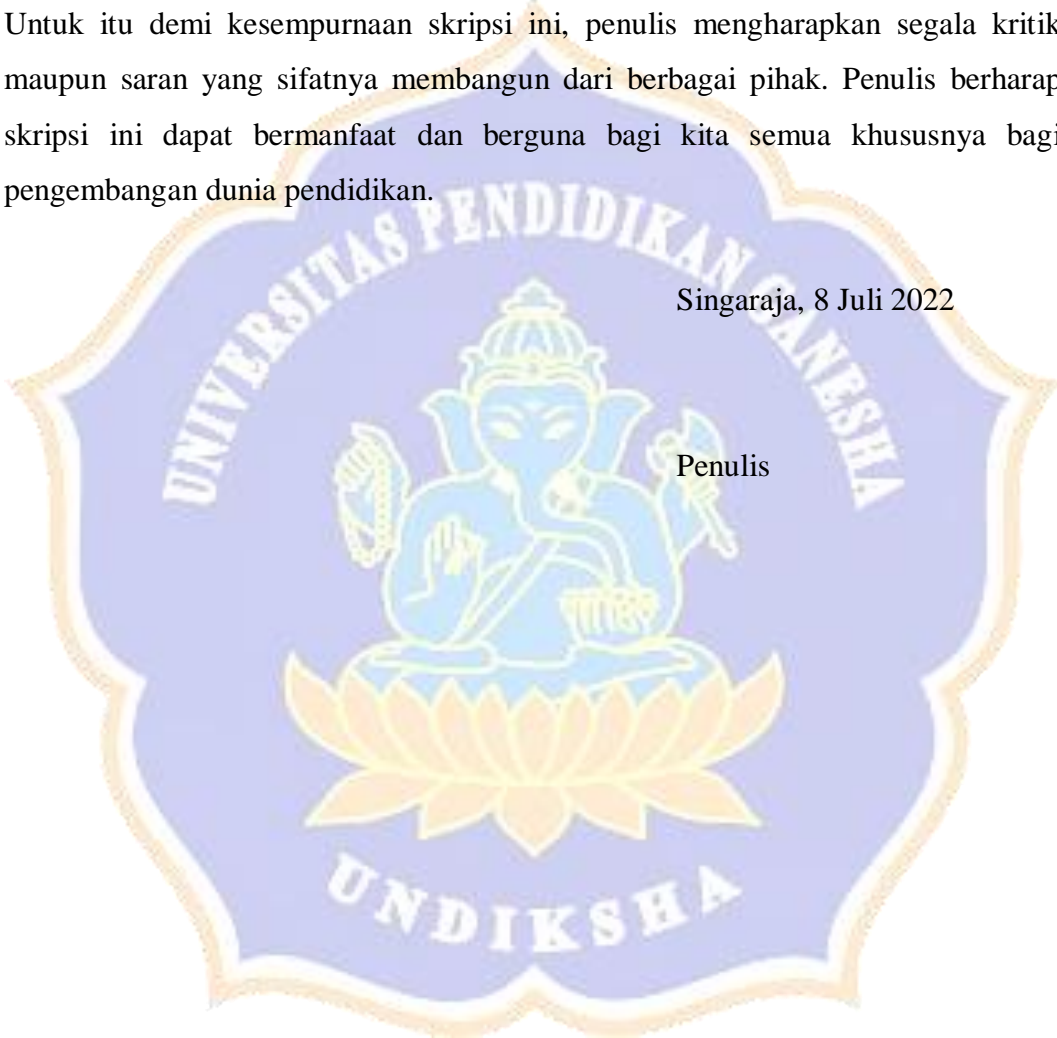 Untuk itu demi kesempurnaan skripsi ini, penulis mengharapkan segala kritik
maupun saran yang sifatnya membangun dari berbagai pihak. Penulis berharap
skripsi ini dapat bermanfaat dan berguna bagi kita semua khususnya bagi
pengembangan dunia pendidikan.
UNIVERSITAS PENDIDIKAN GANESHA
Singaraja, 8 Juli 2022
Penulis
UNDIKSHA